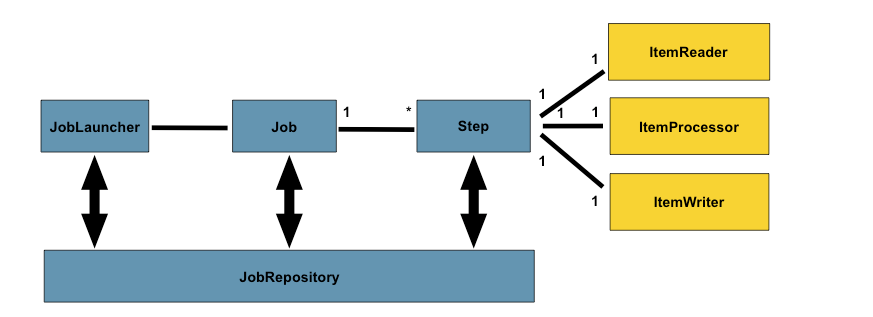 ItemReader
1
1
JobLauncher
Job
1
*
Step
1
1
ItemProcessor
1
1
ItemWriter
JobRepository